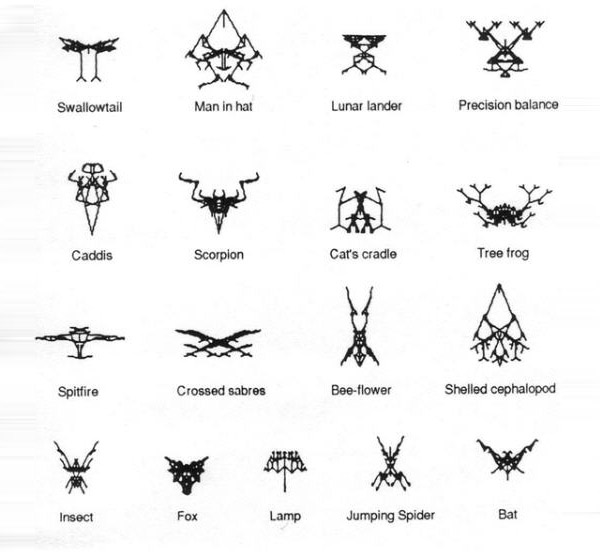 Swallowtail Man in hat Lunar lander Precision balance
Caddis Scorpion Cat's cradle Tree frog
Spitfire Crossed sabres Bee-flower Shelled cephalopod
Insect Fox Lamp Jumping Spider Bat